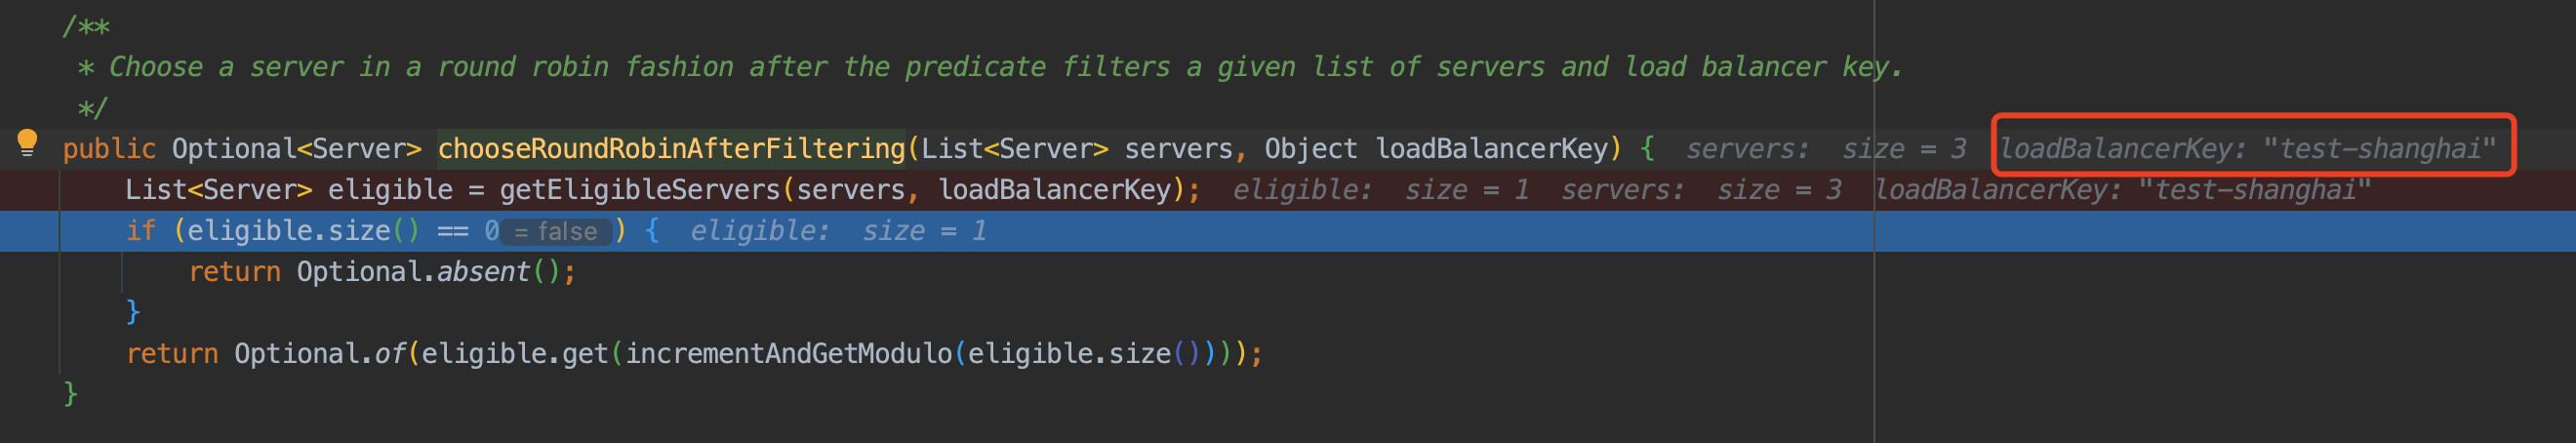 /**
 * Choose a server in a round robin fashion after the predicate filters a given list of servers and load balancer key.
 */
public Optional<Server> chooseRoundRobinAfterFiltering(List<Server> servers, Object loadBalancerKey) {  servers:  size = 3  loadBalancerKey: "test-shanghai"
    List<Server> eligible = getEligibleServers(servers, loadBalancerKey);  eligible:  size = 1  servers:  size = 3  loadBalancerKey: "test-shanghai"
    if (eligible.size() == 0 = false ) {  eligible:  size = 1
        return Optional.absent();
    }
    return Optional.of(eligible.get(incrementAndGetModulo(eligible.size())));
}